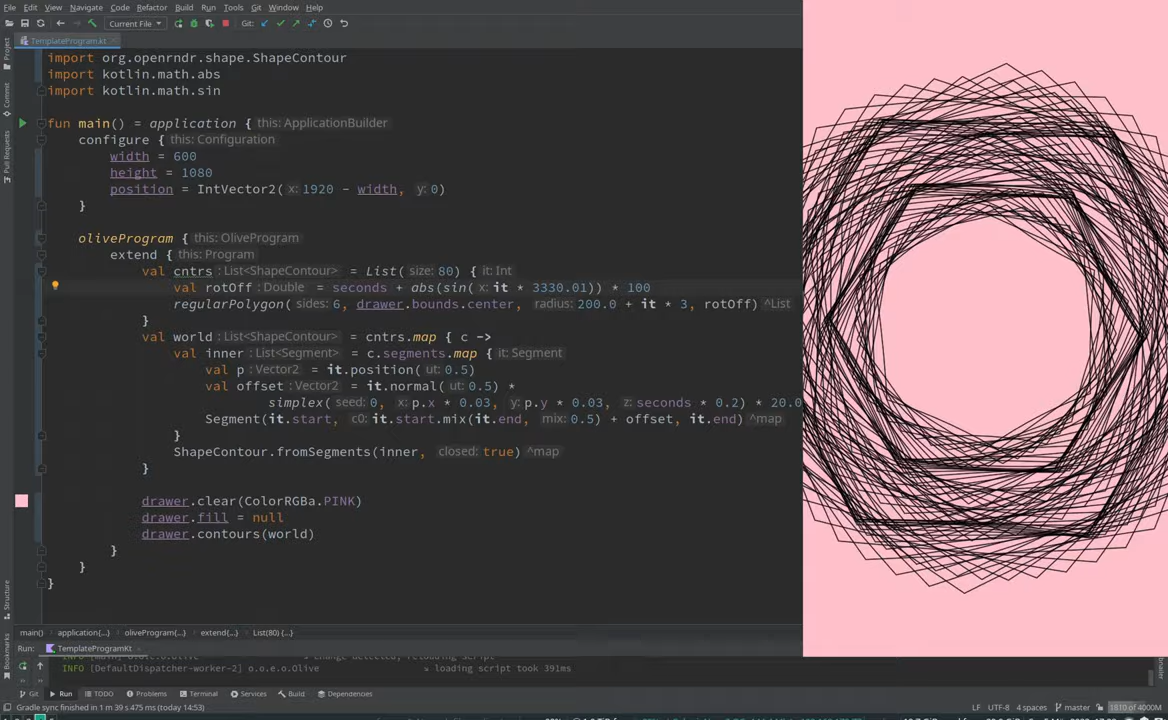 File Edit View Navigate Code Refactor Build Run Tools Git Window Help
Current File Git:
TemplateProgram.kt
Project
Commit
Pull Requests
import org.openrndr.shape.ShapeContour
import kotlin.math.abs
import kotlin.math.sin
fun main() = application { this: ApplicationBuilder
configure { this: Configuration
width = 600
height = 1080
position = IntVector2( x: 1920 - width, y: 0)
}
oliveProgram { this: OliveProgram
extend { this: Program
val cntrs : List<ShapeContour> = List( size: 80) { it: Int
val rotOff : Double = seconds + abs(sin( x: it * 3330.01)) * 100
regularPolygon( sides: 6, drawer.bounds.center, radius: 200.0 + it * 3, rotOff) ^List
}
val world : List<ShapeContour> = cntrs.map { c ->
val inner : List<Segment> = c.segments.map { it: Segment
val p : Vector2 = it.position( ut: 0.5)
val offset : Vector2 = it.normal( ut: 0.5) *
simplex( seed: 0, x: p.x * 0.03, y: p.y * 0.03, z: seconds * 0.2) * 20.0
Segment(it.start, c0: it.start.mix(it.end, mix: 0.5) + offset, it.end) ^map
}
ShapeContour.fromSegments(inner, closed: true) ^map
}
drawer.clear(ColorRGBa.PINK)
drawer.fill = null
drawer.contours(world)
}
}
}
Structure
Bookmarks
main() application{...} oliveProgram{...} extend{...} List(80) {...}
Run: TemplateProgramKt
INFO [DefaultDispatcher-worker-2] o.o.e.o.Olive ↘ loading script took 391ms
Git Run TODO Problems Terminal Services Build Dependencies
Gradle sync finished in 1 m 39 s 475 ms (today 14:53) LF UTF-8 4 spaces master 1810 of 4000M